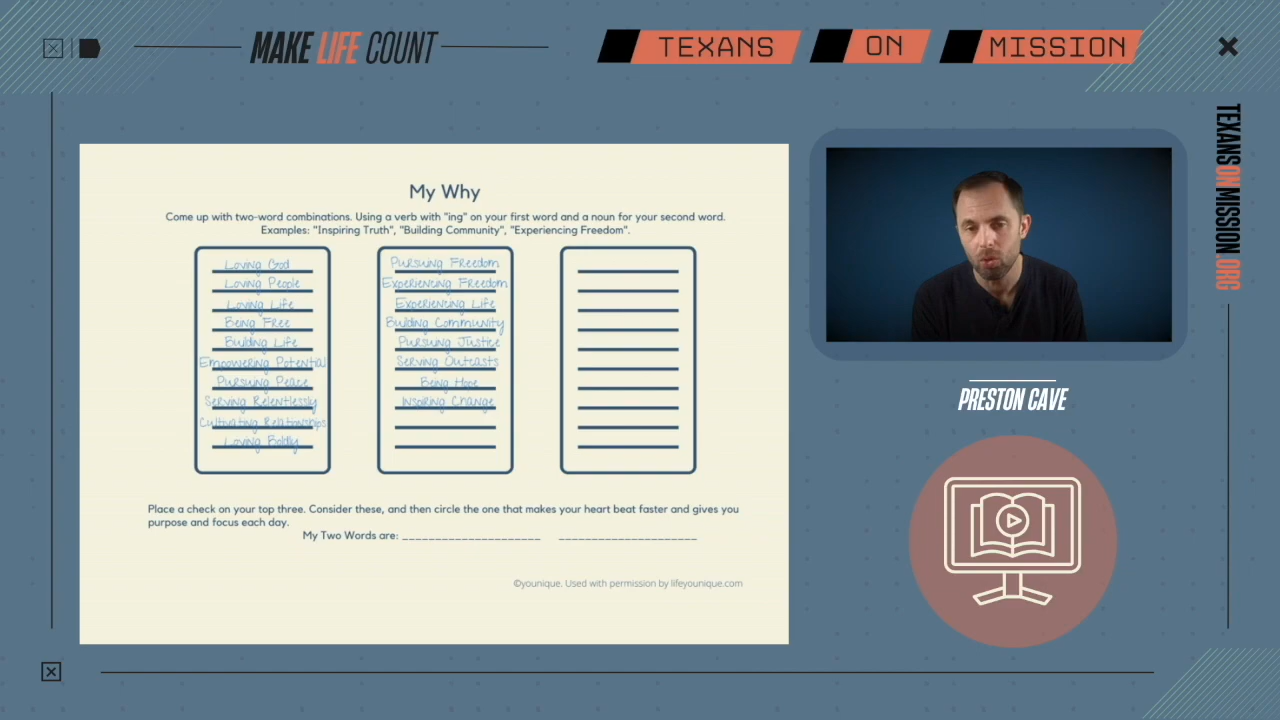 MAKE LIFE COUNT
TEXANS ON MISSION
TEXANSONMISSION.ORG
My Why
Come up with two-word combinations. Using a verb with "ing" on your first word and a noun for your second word.
Examples: "Inspiring Truth", "Building Community", "Experiencing Freedom".
Loving God
Loving People
Loving Life
Being Free
Building Life
Empowering Potential
Pursuing Peace
Serving Relentlessly
Cultivating Relationships
Loving Boldly
Pursuing Freedom
Experiencing Freedom
Experiencing Life
Building Community
Pursuing Justice
Serving Outcasts
Being Hope
Inspiring Change
Place a check on your top three. Consider these, and then circle the one that makes your heart beat faster and gives you
purpose and focus each day.
My Two Words are: _____________________ _____________________
©younique. Used with permission by lifeyounique.com
PRESTON CAVE